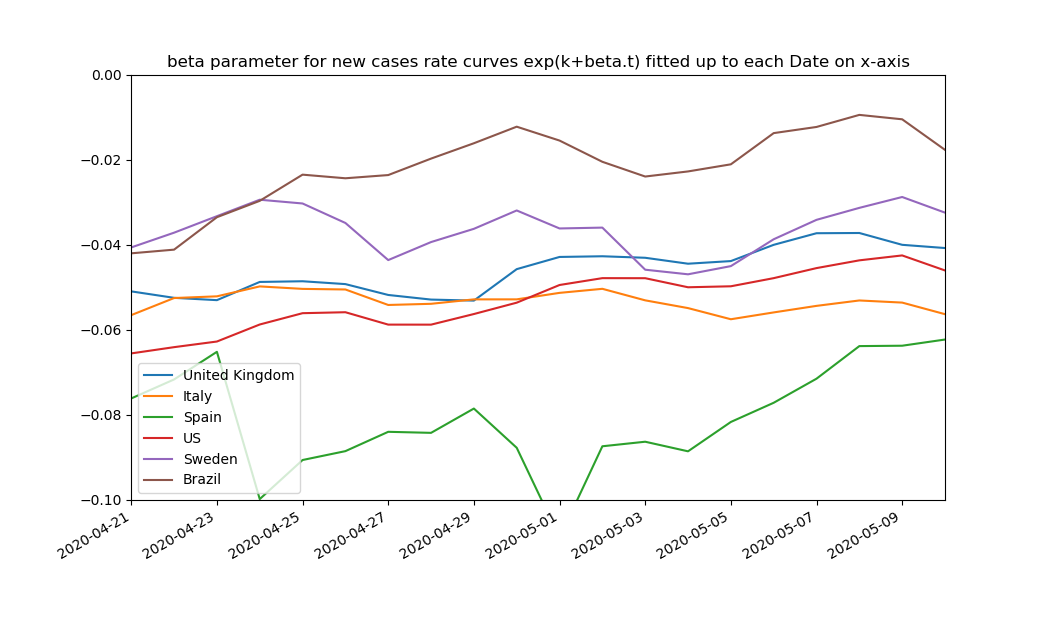 beta parameter for new cases rate curves exp(k+beta.t) fitted up to each Date on x-axis
0.00
−0.02
−0.04
−0.06
−0.08
−0.10
United Kingdom
Italy
Spain
US
Sweden
Brazil
2020-04-21
2020-04-23
2020-04-25
2020-04-27
2020-04-29
2020-05-01
2020-05-03
2020-05-05
2020-05-07
2020-05-09